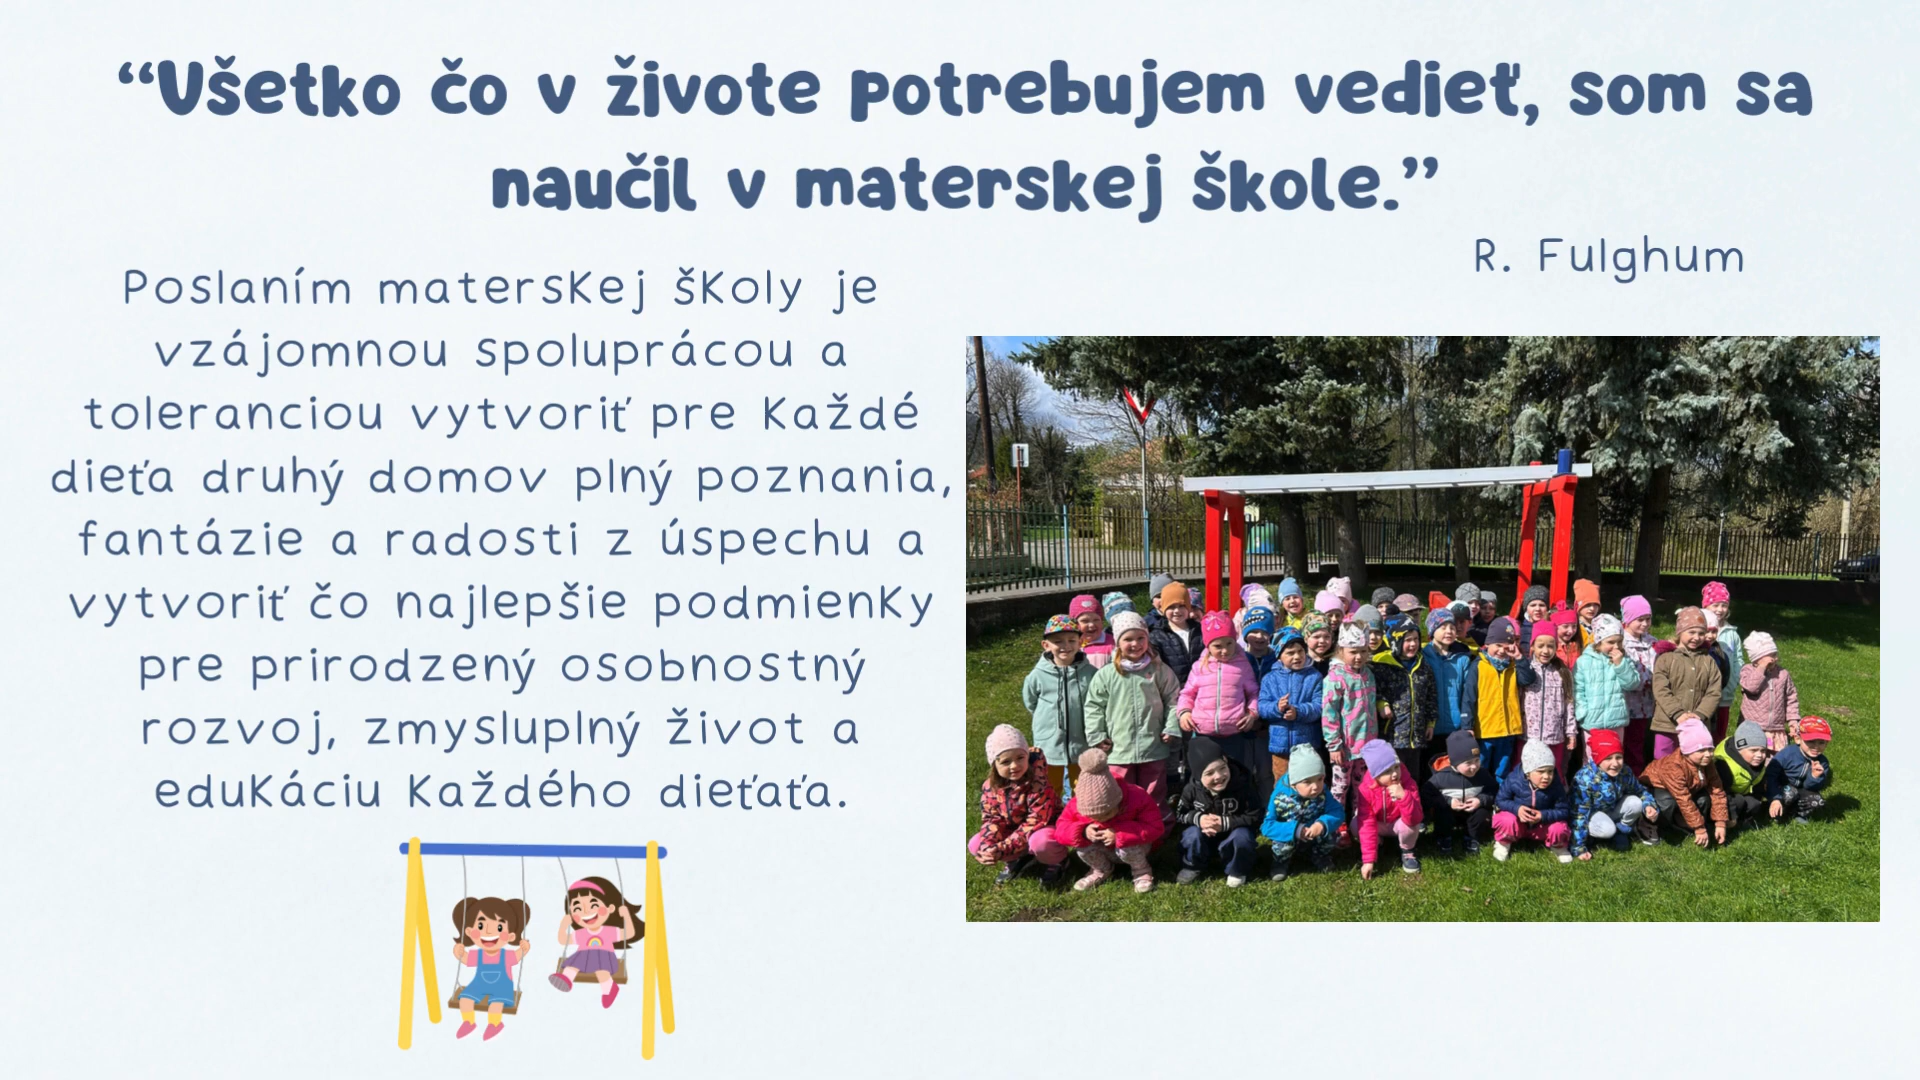 “Všetko čo v živote potrebujem vedieť, som sa
naučil v materskej škole.”
R. Fulghum
Poslaním materskej školy je
vzájomnou spoluprácou a
toleranciou vytvoriť pre každé
dieťa druhý domov plný poznania,
fantázie a radosti z úspechu a
vytvoriť čo najlepšie podmienky
pre prirodzený osobnostný
rozvoj, zmysluplný život a
edukáciu každého dieťaťa.